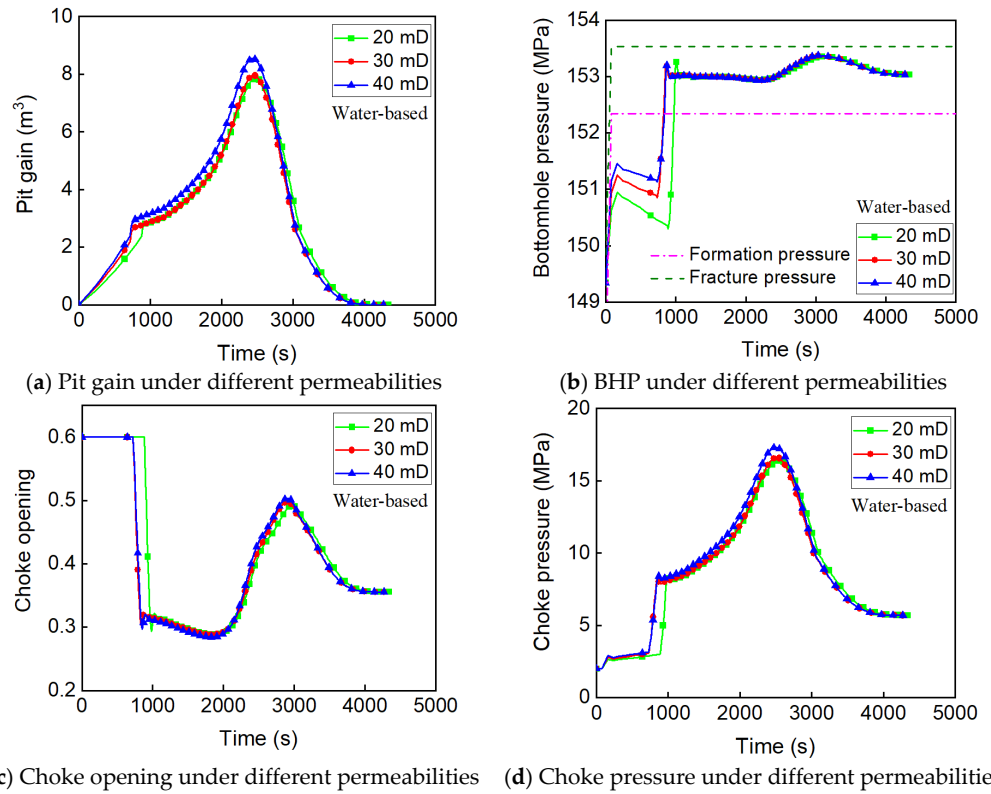 Pit gain (m³)
8
6
4
2
0
20 mD
30 mD
40 mD
Water-based
0 1000 2000 3000 4000 5000
Time (s)
(a) Pit gain under different permeabilities
Bottomhole pressure (MPa)
153
152
151
150
149
Formation pressure
Fracture pressure
Water-based
20 mD
30 mD
40 mD
0 1000 2000 3000 4000 5000
Time (s)
(b) BHP under different permeabilities
Choke opening
0.6
0.5
0.4
0.3
0.2
20 mD
30 mD
40 mD
Water-based
0 1000 2000 3000 4000 5000
Time (s)
c) Choke opening under different permeabilities
Choke pressure (MPa)
20
15
10
5
0
20 mD
30 mD
40 mD
Water-based
0 1000 2000 3000 4000 5000
Time (s)
(d) Choke pressure under different permeabilitie